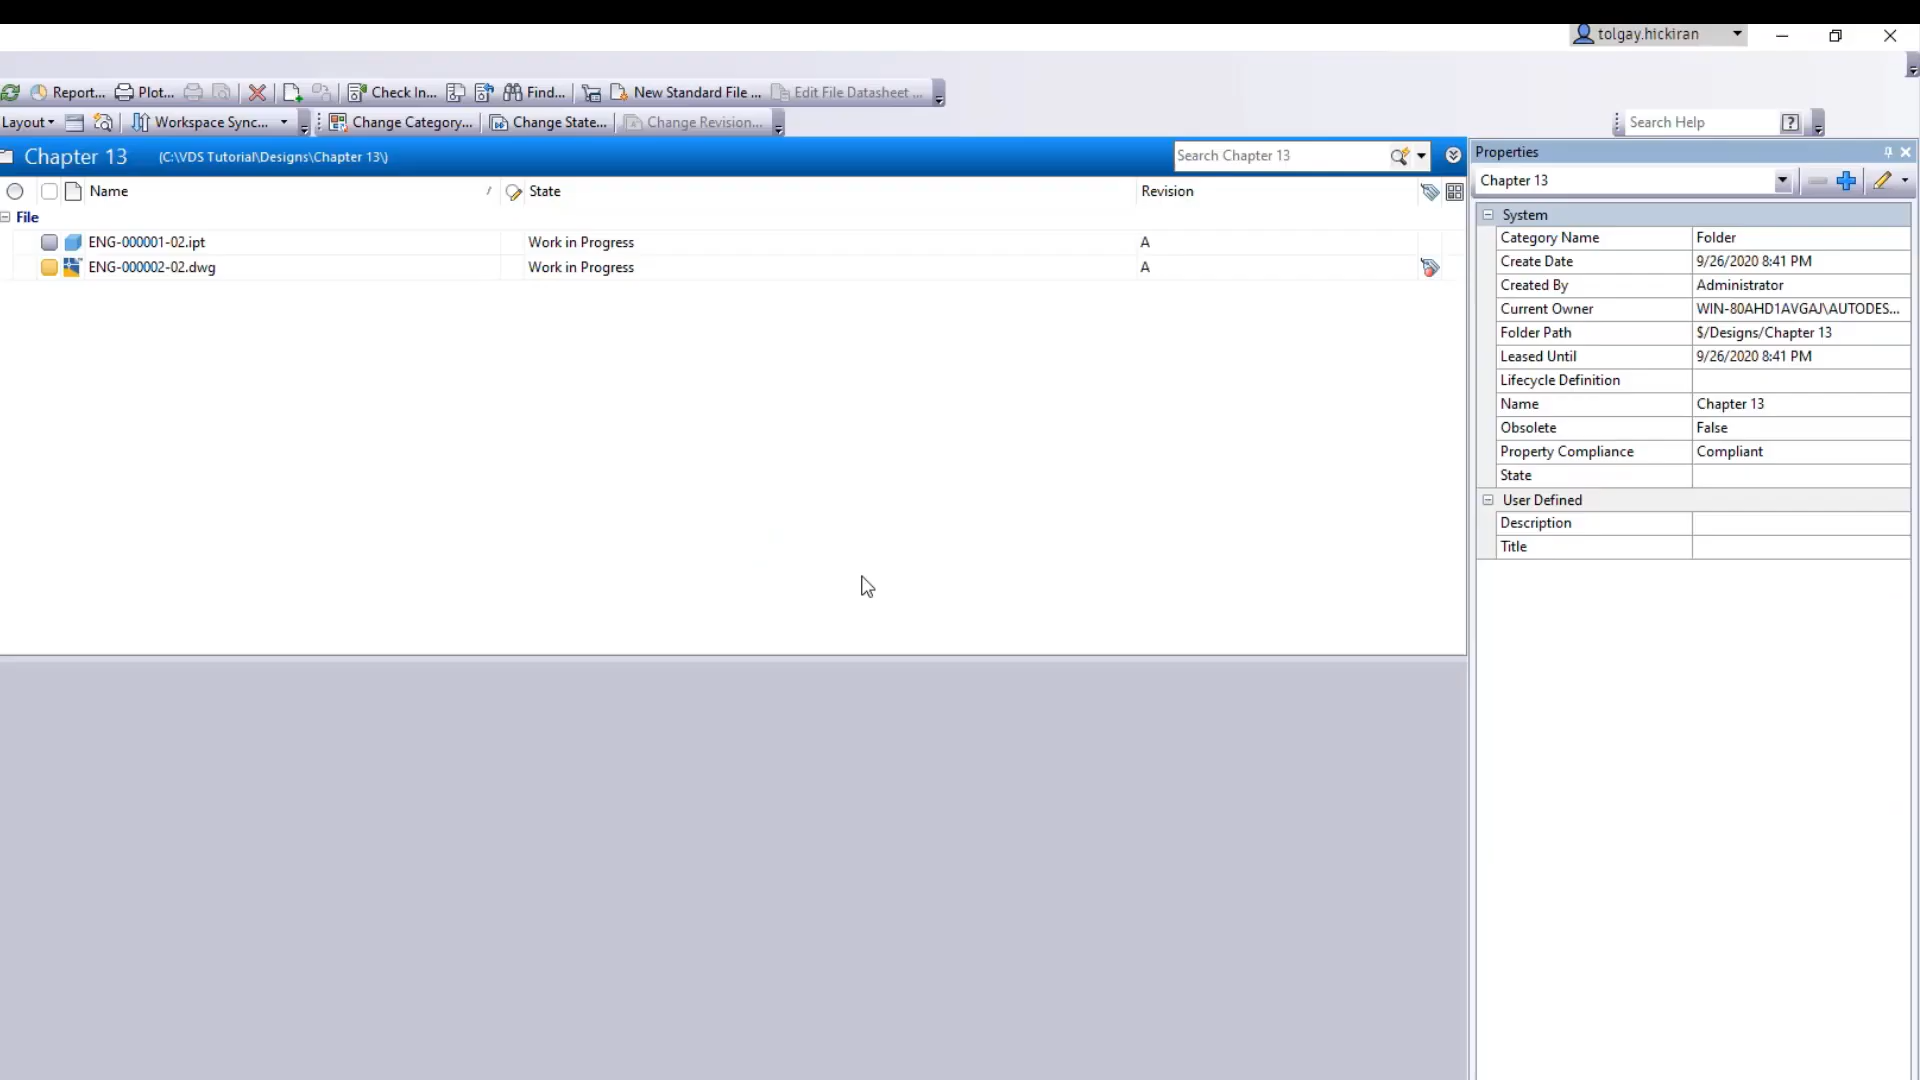 tolgay.hickiran
Report... Plot... Check In... Find... New Standard File ... Edit File Datasheet ...
Layout Workspace Sync... Change Category... Change State... Change Revision... Search Help ?
Chapter 13 (C:\VDS Tutorial\Designs\Chapter 13\) Search Chapter 13
Name State Revision
File
ENG-000001-02.ipt Work in Progress A
ENG-000002-02.dwg Work in Progress A
Properties
Chapter 13
System
Category Name Folder
Create Date 9/26/2020 8:41 PM
Created By Administrator
Current Owner WIN-80AHD1AVGAJ\AUTODES...
Folder Path $/Designs/Chapter 13
Leased Until 9/26/2020 8:41 PM
Lifecycle Definition
Name Chapter 13
Obsolete False
Property Compliance Compliant
State
User Defined
Description
Title